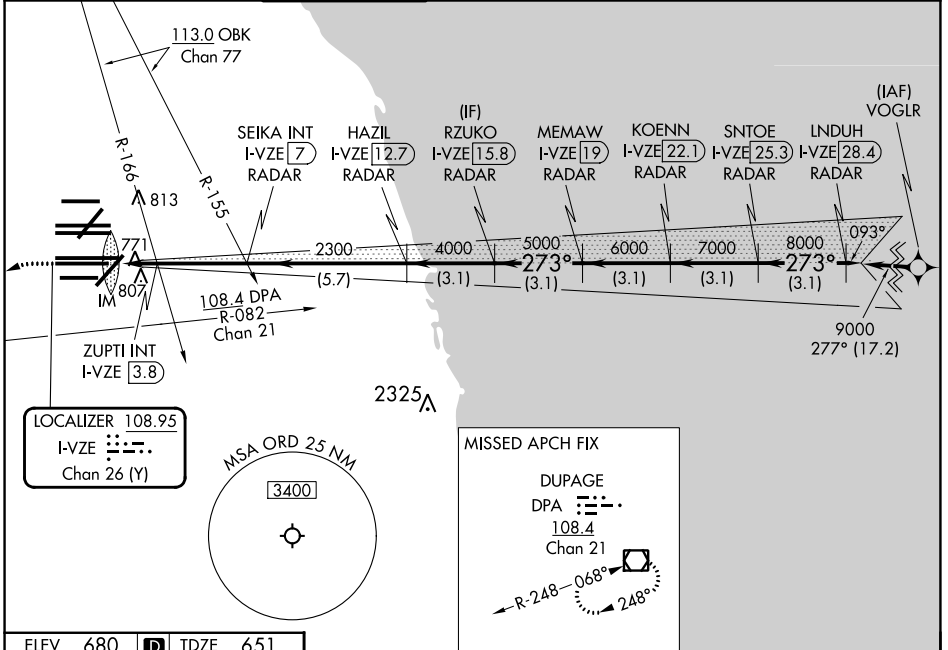 113.0 OBK
Chan 77
R-166
R-155
813
SEIKA INT
I-VZE 7
RADAR
HAZIL
I-VZE 12.7
RADAR
(IF)
RZUKO
I-VZE 15.8
RADAR
MEMAW
I-VZE 19
RADAR
KOENN
I-VZE 22.1
RADAR
SNTOE
I-VZE 25.3
RADAR
LNDUH
I-VZE 28.4
RADAR
(IAF)
VOGLR
771
807
IM
2300
(5.7)
4000
(3.1)
5000
273°
(3.1)
6000
(3.1)
7000
(3.1)
8000
273°
(3.1)
093°
9000
277° (17.2)
108.4 DPA
R-082
Chan 21
ZUPTI INT
I-VZE 3.8
LOCALIZER 108.95
I-VZE
Chan 26 (Y)
2325
MSA ORD 25 NM
3400
MISSED APCH FIX
DUPAGE
DPA
108.4
Chan 21
R-248
068°
248°
ELEV 680 D TDZE 651